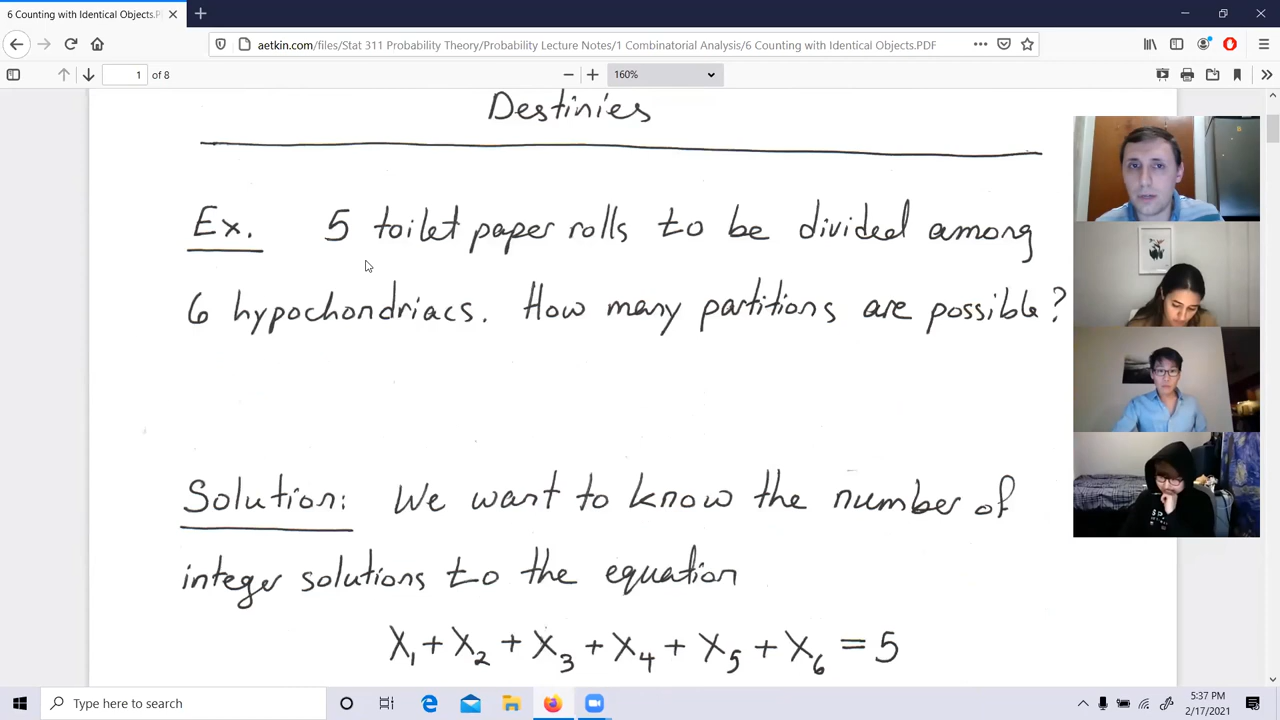 6 Counting with Identical Objects.P
aetkin.com/files/Stat 311 Probability Theory/Probability Lectrue Notes/1 Combinatorial Analysis/6 Counting with Identical Objects.PDF
1 of 8
160%
Destinies
Ex. 5 toilet paper rolls to be divided among
6 hypochondriacs. How many partitions are possible?
Solution: We want to know the number of
integer solutions to the equation
X₁ + X₂ + X₃ + X₄ + X₅ + X₆ = 5
Type here to search
5:37 PM
2/17/2021